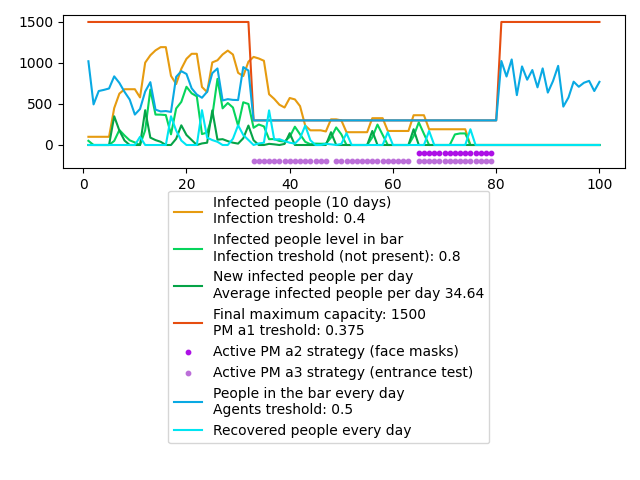 1500
1000
500
0
0 20 40 60 80 100
Infected people (10 days)
Infection treshold: 0.4
Infected people level in bar
Infection treshold (not present): 0.8
New infected people per day
Average infected people per day 34.64
Final maximum capacity: 1500
PM a1 treshold: 0.375
Active PM a2 strategy (face masks)
Active PM a3 strategy (entrance test)
People in the bar every day
Agents treshold: 0.5
Recovered people every day